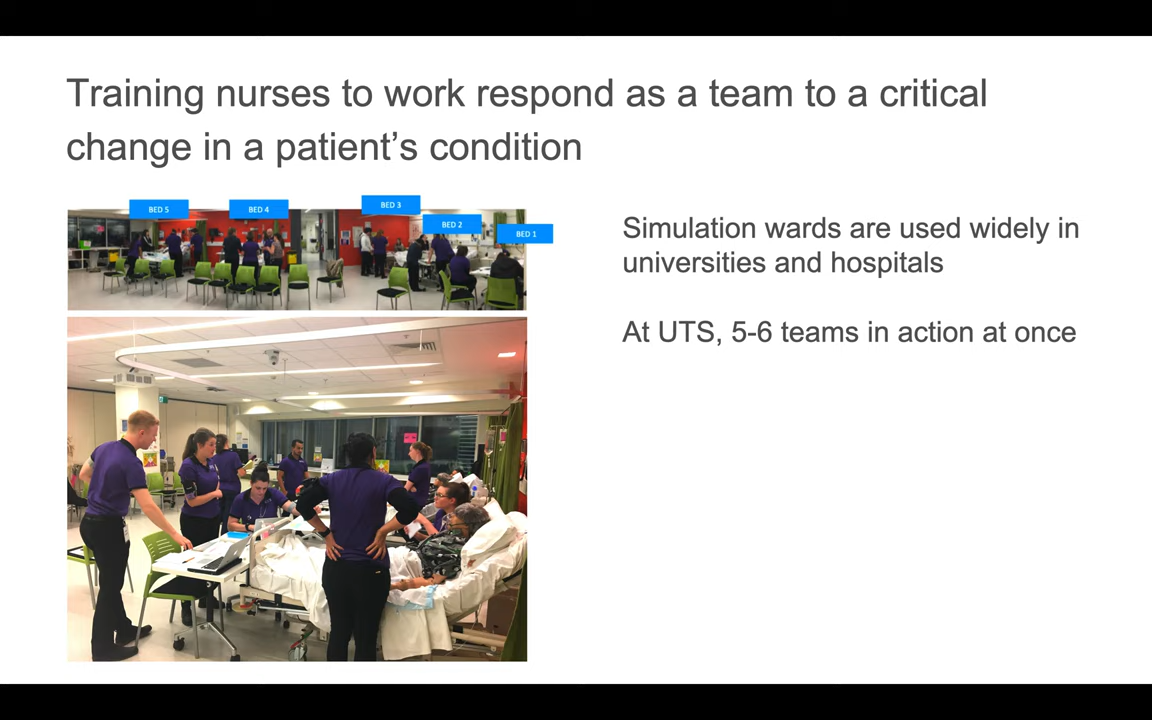 Training nurses to work respond as a team to a critical
change in a patient’s condition
BED 5
BED 4
BED 3
BED 2
BED 1
Simulation wards are used widely in
universities and hospitals
At UTS, 5-6 teams in action at once